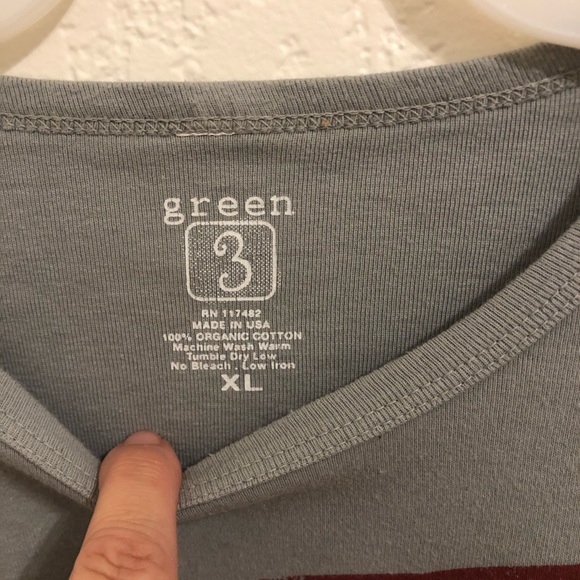 green
3
RN 117482
MADE IN USA
100% ORGANIC COTTON
Machine Wash Warm
Tumble Dry Low
No Bleach . Low Iron
XL